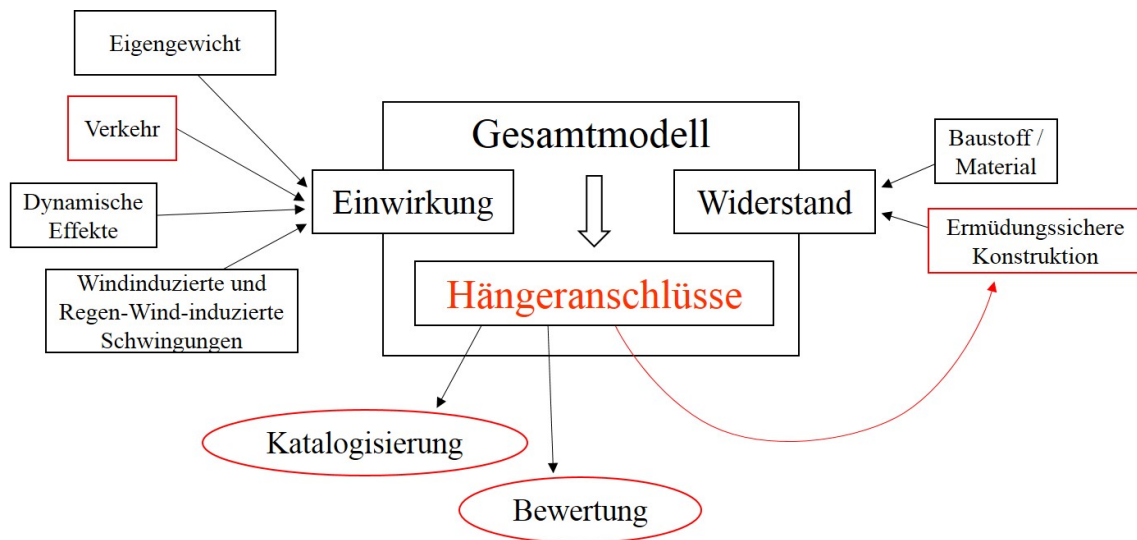 Eigengewicht
Verkehr
Dynamische
Effekte
Windinduzierte und
Regen-Wind-induzierte
Schwingungen
Gesamtmodell
Einwirkung
Widerstand
Hängeranschlüsse
Baustoff /
Material
Ermüdungssichere
Konstruktion
Katalogisierung
Bewertung